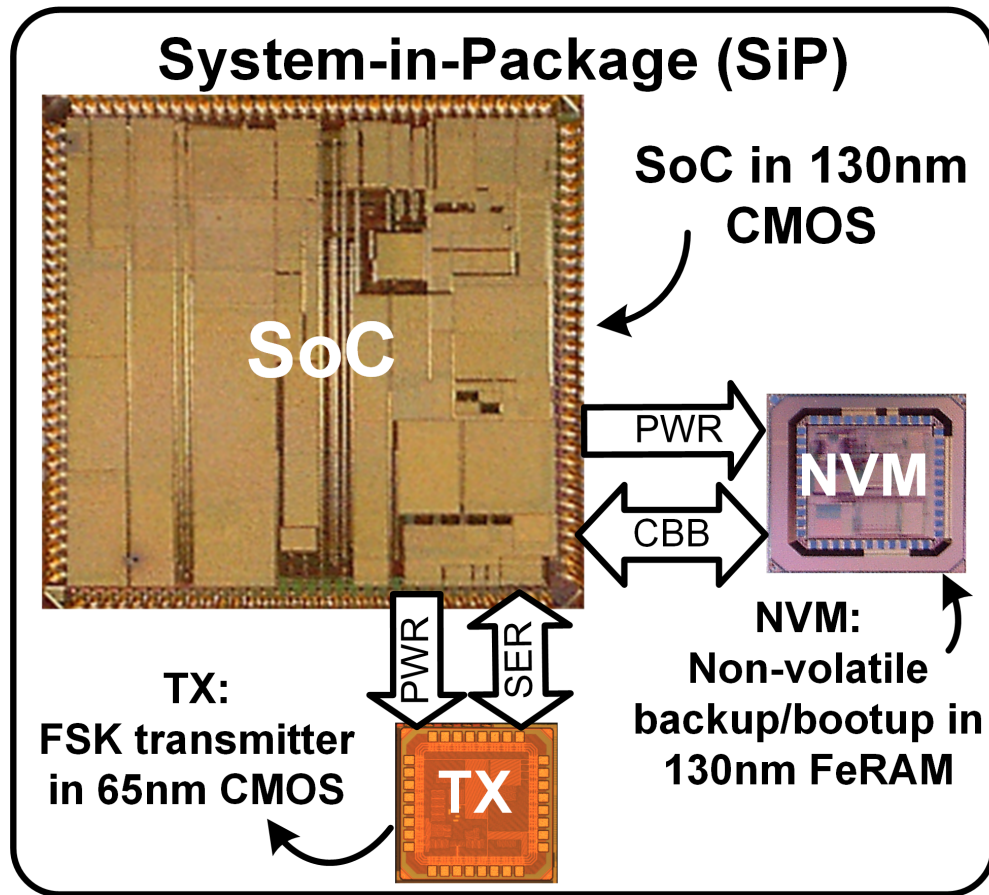 System-in-Package (SiP)
SoC in 130nm
CMOS
SoC
PWR
NVM
CBB
PWR
SER
NVM:
Non-volatile
backup/bootup in
130nm FeRAM
TX:
FSK transmitter
in 65nm CMOS
TX